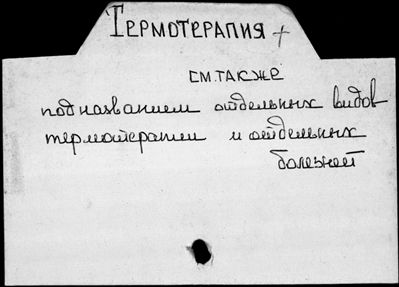 Термотерапия +
см. также
под названием отдельных видов
термотерапии и отдельных
болезней